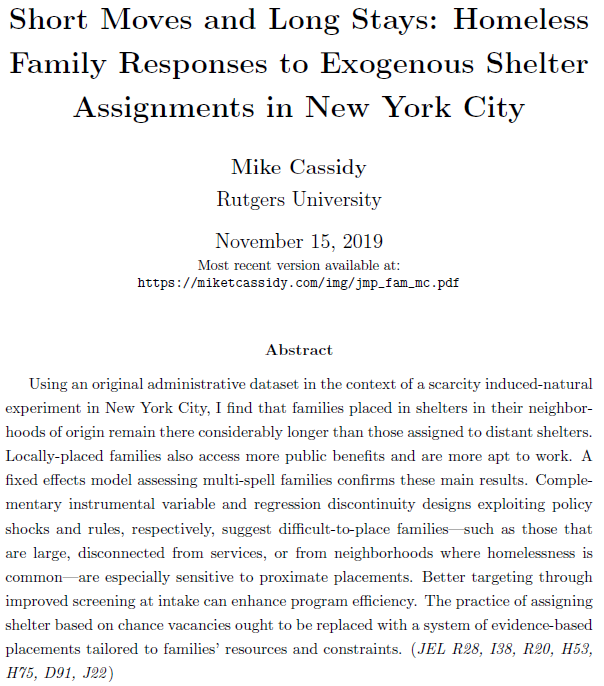 Short Moves and Long Stays: Homeless
Family Responses to Exogenous Shelter
Assignments in New York City
Mike Cassidy
Rutgers University
November 15, 2019
Most recent version available at:
https://miketcassidy.com/img/jmp_fam_mc.pdf
Abstract
Using an original administrative dataset in the context of a scarcity induced-natural
experiment in New York City, I find that families placed in shelters in their neighbor-
hoods of origin remain there considerably longer than those assigned to distant shelters.
Locally-placed families also access more public benefits and are more apt to work. A
fixed effects model assessing multi-spell families confirms these main results. Comple-
mentary instrumental variable and regression discontinuity designs exploiting policy
shocks and rules, respectively, suggest difficult-to-place families—such as those that
are large, disconnected from services, or from neighborhoods where homelessness is
common—are especially sensitive to proximate placements. Better targeting through
improved screening at intake can enhance program efficiency. The practice of assigning
shelter based on chance vacancies ought to be replaced with a system of evidence-based
placements tailored to families' resources and constraints. (JEL R28, I38, R20, H53,
H75, D91, J22)